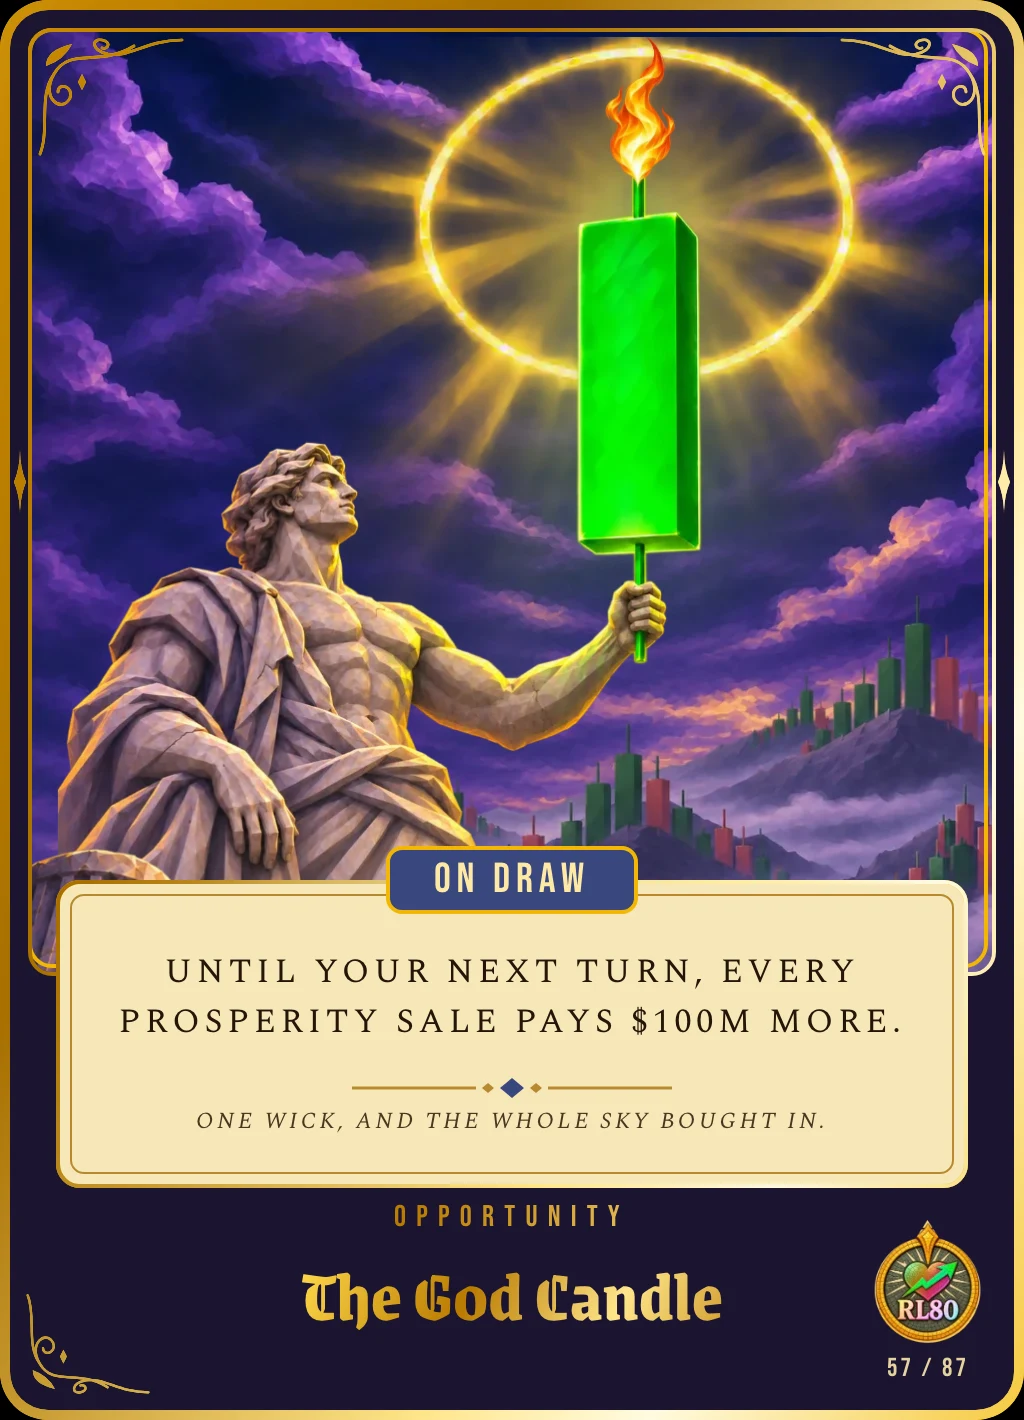 ON DRAW
UNTIL YOUR NEXT TURN, EVERY
PROSPERITY SALE PAYS $100M MORE.
ONE WICK, AND THE WHOLE SKY BOUGHT IN.
OPPORTUNITY
The God Candle
RL80
57 / 87